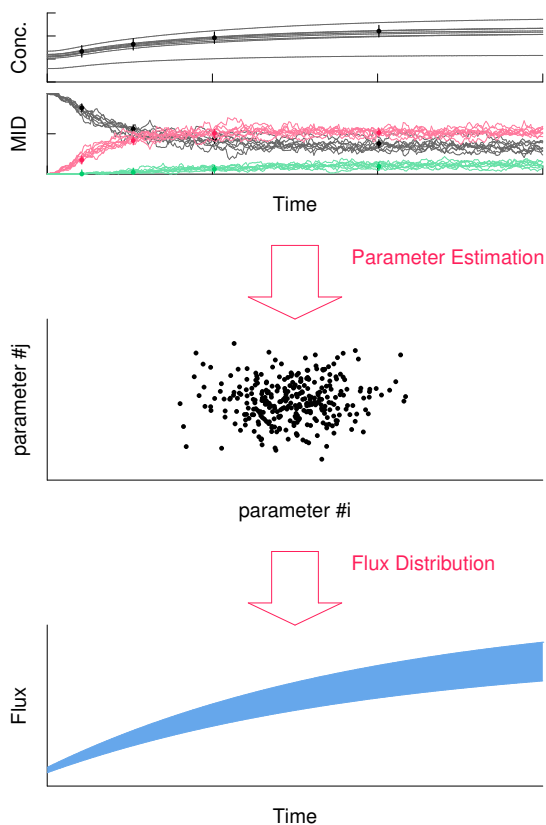 Conc.
MID
Time
Parameter Estimation
parameter #j
parameter #i
Flux Distribution
Flux
Time